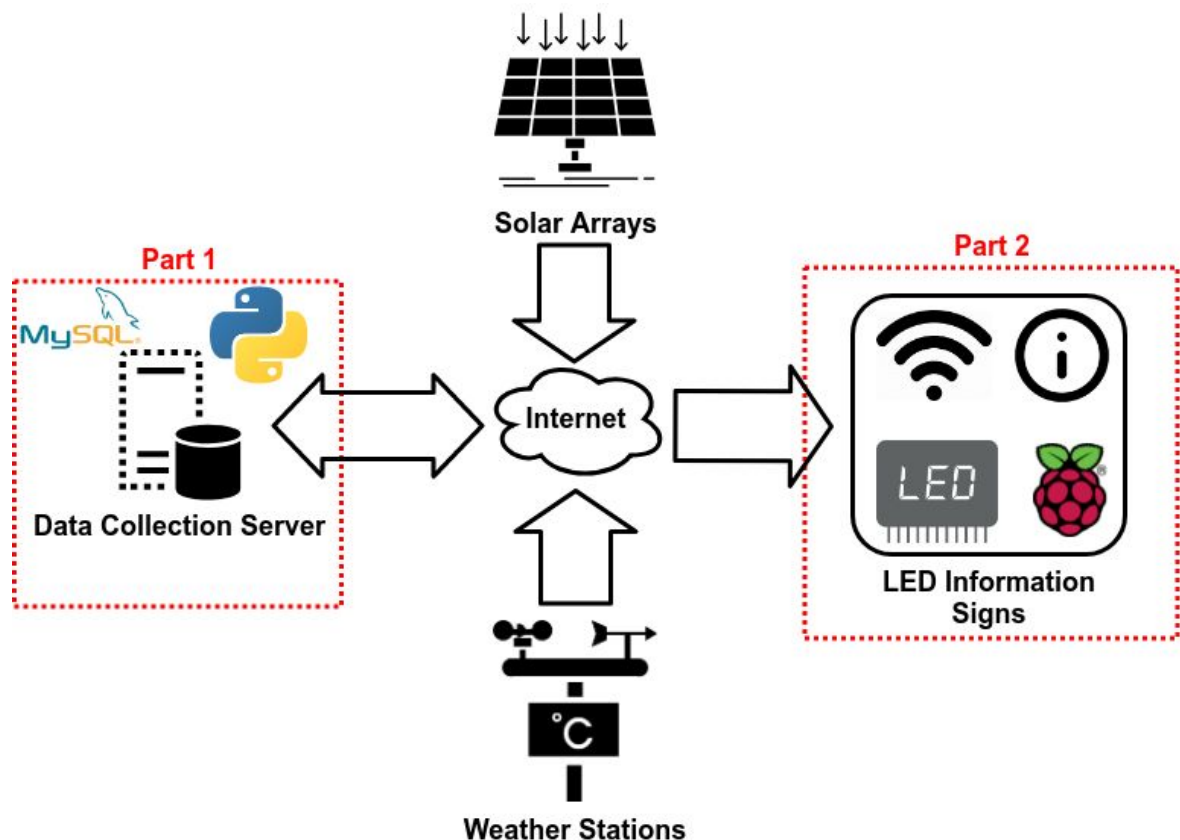 Solar Arrays
Part 1
Part 2
MySQL®
Internet
LED
®
Data Collection Server
LED Information
Signs
°C
Weather Stations